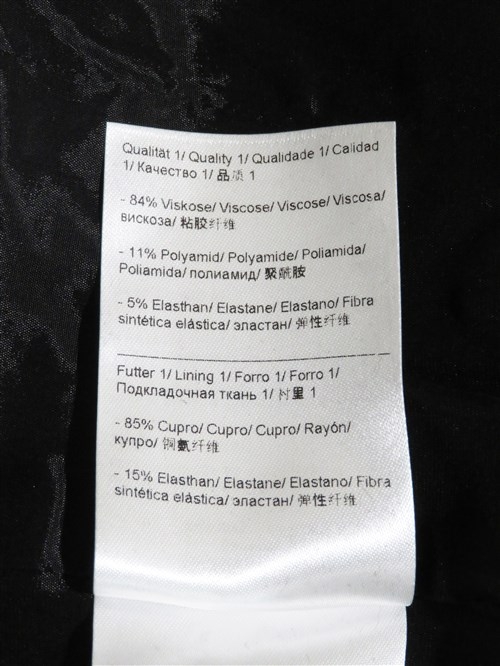 Qualität 1/ Quality 1/ Qualidade 1/ Calidad
1/ Качество 1/ 品质 1
- 84% Viskose/ Viscose/ Viscose/ Viscosa/
вискоза/ 粘胶纤维
- 11% Polyamid/ Polyamide/ Poliamida/
Poliamida/ полиамид/ 聚酰胺
- 5% Elasthan/ Elastane/ Elastano/ Fibra
sintética elástica/ эластан/ 弹性纤维
Futter 1/ Lining 1/ Forro 1/ Forro 1/
Подкладочная ткань 1/ 衬里 1
- 85% Cupro/ Cupro/ Cupro/ Rayón/
купро/ 铜氨纤维
- 15% Elasthan/ Elastane/ Elastano/ Fibra
sintética elástica/ эластан/ 弹性纤维